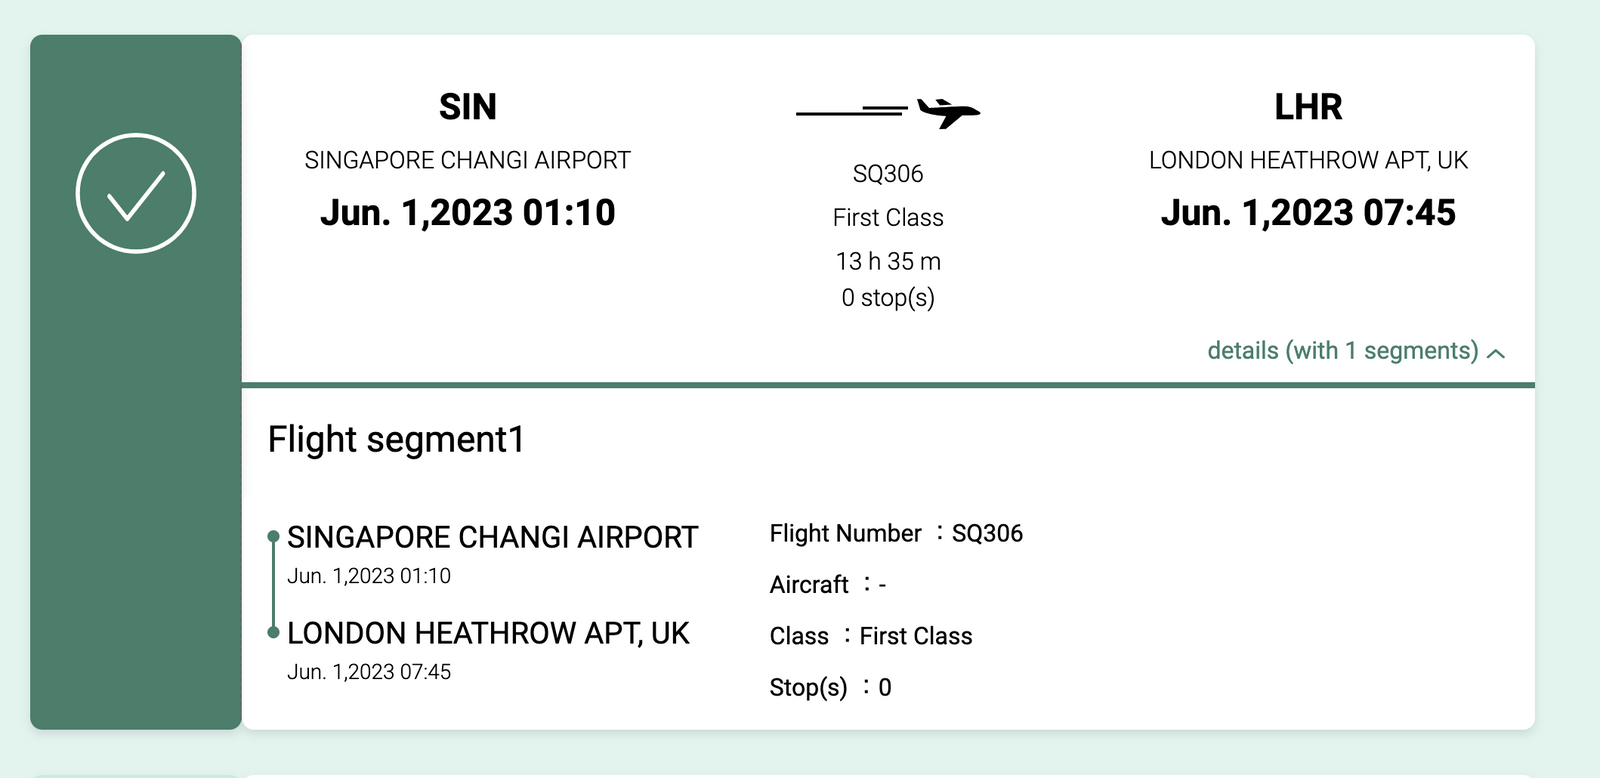 SIN
SINGAPORE CHANGI AIRPORT
Jun. 1,2023 01:10
SQ306
First Class
13 h 35 m
0 stop(s)
LHR
LONDON HEATHROW APT, UK
Jun. 1,2023 07:45
details (with 1 segments)
Flight segment1
SINGAPORE CHANGI AIRPORT
Jun. 1,2023 01:10
LONDON HEATHROW APT, UK
Jun. 1,2023 07:45
Flight Number ：SQ306
Aircraft ：-
Class ：First Class
Stop(s) ：0